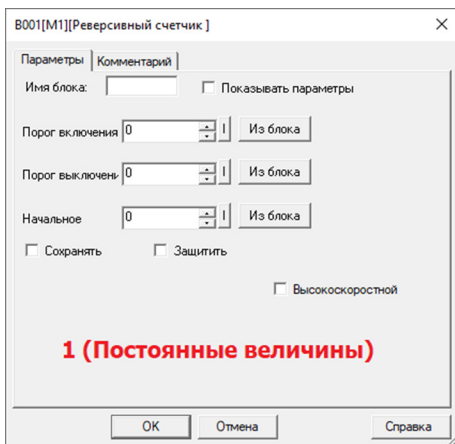 B001[M1][Реверсивный счетчик ]
Параметры Комментарий
Имя блока: Показывать параметры
Порог включения 0 I Из блока
Порог выключени 0 I Из блока
Начальное 0 I Из блока
Сохранять Защитить
Высокоскоростной
1 (Постоянные величины)
OK Отмена Справка